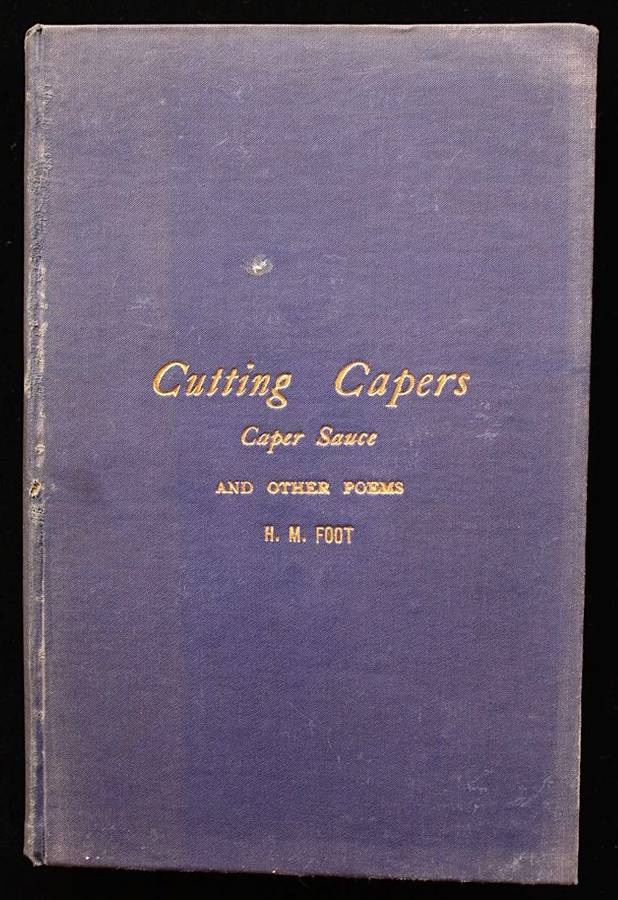 Cutting Capers
Caper Sauce
AND OTHER POEMS
H. M. FOOT